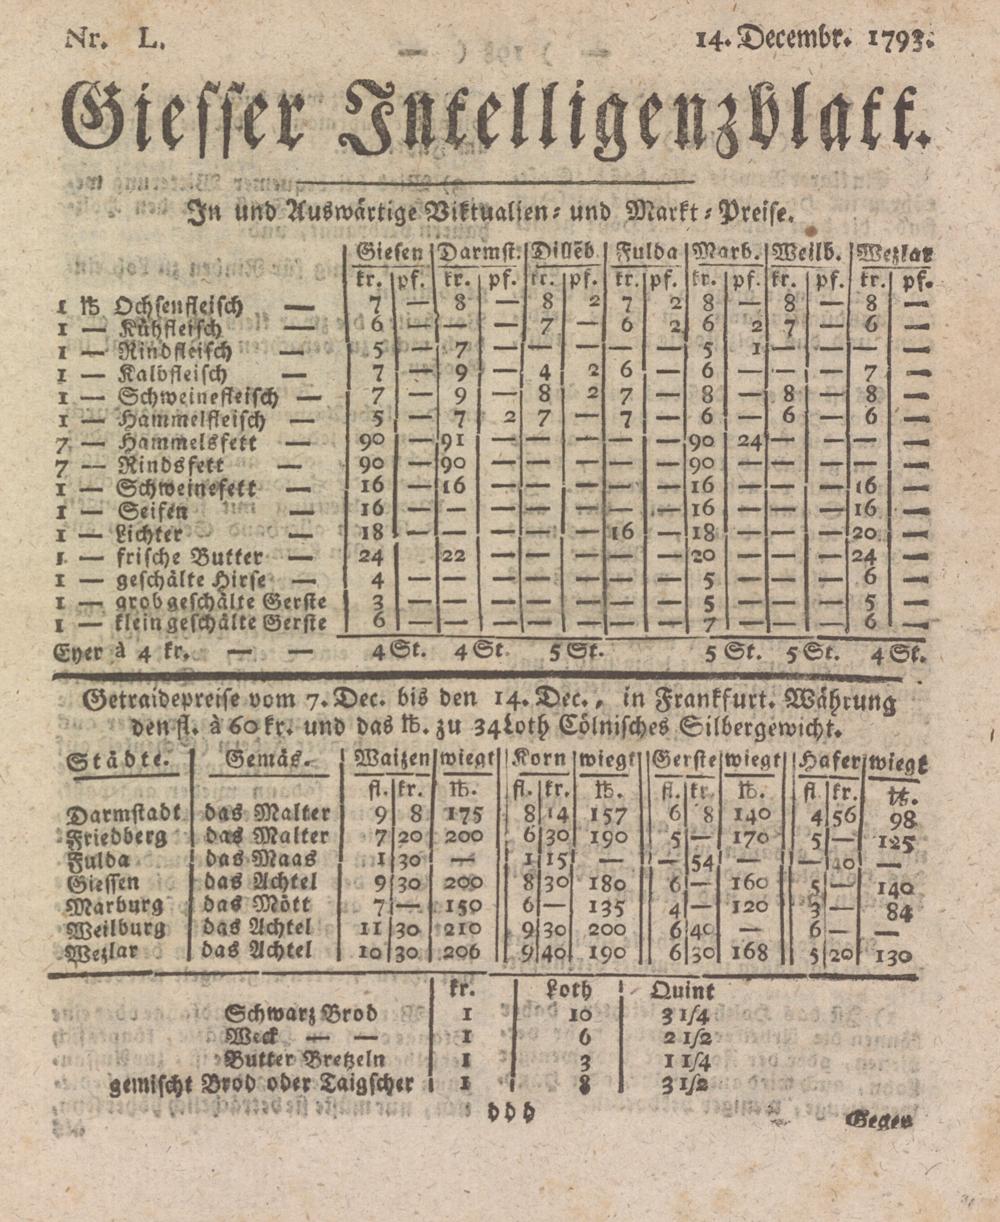 Nr. L. 14. Decembr. 1793.
Giesser Intelligenzblatt.
In und Auswärtige Viktualien- und Markt-Preise.
Giesen Darmst. Dilleb. Fulda Marb. Weilb. Wezlar
kr. pf. kr. pf. kr. pf. kr. pf. kr. pf. kr. pf. kr. pf.
1 ℔ Ochsenfleisch — 7 — 8 — 8 2 7 2 8 — 8 — 8 —
1 — Kühfleisch — 6 — — — 7 — 6 2 6 2 7 — 6 —
1 — Rindfleisch — 5 — 7 — — — — — 5 1 — — — —
1 — Kalbfleisch — 7 — 9 — 4 2 6 — 6 — — — 7 —
1 — Schweinefleisch — 7 — 9 — 8 2 7 — 8 — 8 — 8 —
1 — Hammelfleisch — 5 — 7 2 7 — 7 — 6 — 6 — 6 —
7 — Hammelsfett — 90 — 91 — — — — — 90 24 — — — —
7 — Rindsfett — 90 — 90 — — — — — 90 — — — — —
1 — Schweinefett — 16 — 16 — — — — — 16 — — — 16 —
1 — Seifen — 16 — — — — — — — 16 — — — 16 —
1 — Lichter — 18 — — — — — 16 — 18 — — — 20 —
1 — frische Butter — 24 — 22 — — — — — 20 — — — 24 —
1 — geschälte Hirse — 4 — — — — — — — 5 — — — 6 —
1 — grob geschälte Gerste 3 — — — — — — — 5 — — — 5 —
1 — klein geschälte Gerste 6 — — — — — — — 7 — — — 6 —
Eyer à 4 kr. — — 4 St. 4 St. 5 St. 5 St. 5 St. 4 St.
Getraidepreise vom 7. Dec. bis den 14. Dec., in Frankfurt. Währung
den fl. à 60 kr. und das ℔. zu 34 Loth Cölnisches Silbergewicht.
Städte. Gemäs. Waizen wiegt Korn wiegt Gerste wiegt Hafer wiegt
fl. kr. ℔. fl. kr. ℔. fl. kr. ℔. fl. kr. ℔.
Darmstadt das Malter 9 8 175 8 14 157 6 8 140 4 56 98
Friedberg das Malter 7 20 200 6 30 190 5 — 170 5 — 125
Fulda das Maas 1 30 — 1 15 — — 54 — — 40 —
Giessen das Achtel 9 30 200 8 30 180 6 — 160 5 — 140
Marburg das Mött 7 — 150 6 — 135 4 — 120 3 — 84
Weilburg das Achtel 11 30 210 9 30 200 6 40 — 6 — —
Wezlar das Achtel 10 30 206 9 40 190 6 30 168 5 20 130
kr. Loth Quint
Schwarz Brod 1 10 3 1/4
Weck — — 1 6 2 1/2
Butter Bretzeln 1 3 1 1/4
gemischt Brod oder Taigscher 1 8 3 1/2
D d d Gegen